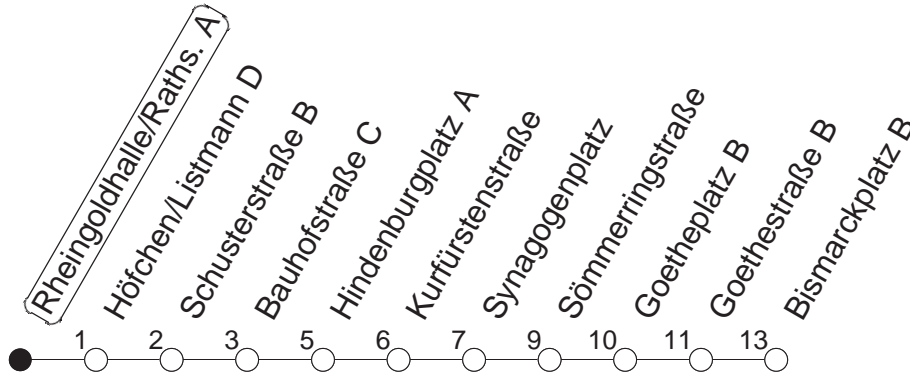 Rheingoldhalle/Raths. A
Höfchen/Listmann D
Schusterstraße B
Bauhofstraße C
Hindenburgplatz A
Kurfürstenstraße
Synagogenplatz
Sömmerringstraße
Goetheplatz B
Goethestraße B
Bismarckplatz B
1 2 3 5 6 7 9 10 11 13